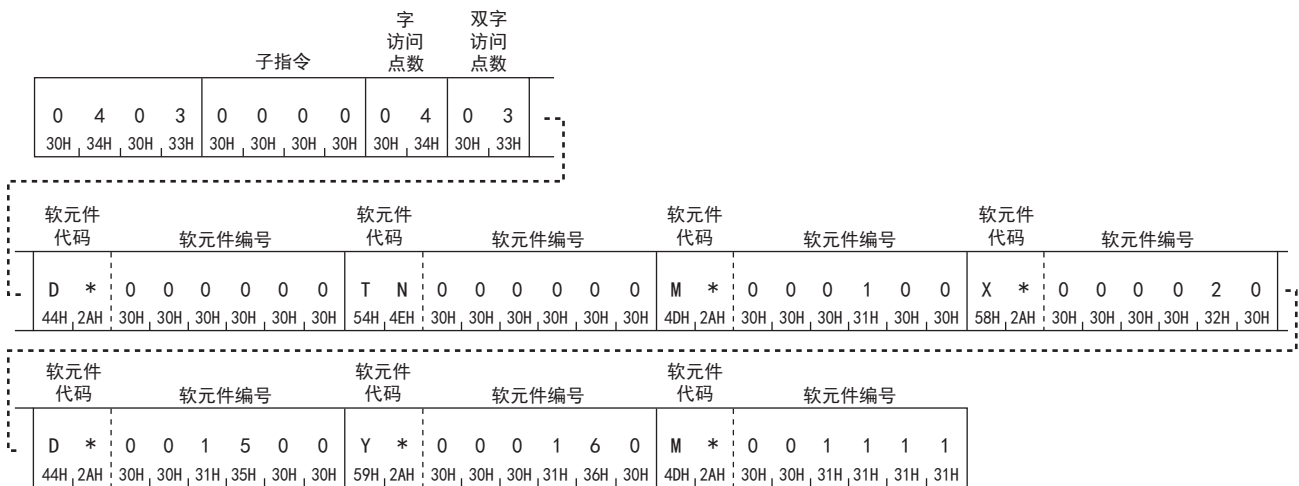 字 双字
访问 访问
子指令 点数 点数
0 4 0 3 0 0 0 0 0 4 0 3
30H 34H 30H 33H 30H 30H 30H 30H 30H 34H 30H 33H
软元件 软元件 软元件 软元件
代码 软元件编号 代码 软元件编号 代码 软元件编号 代码 软元件编号
D * 0 0 0 0 0 0 T N 0 0 0 0 0 0 M * 0 0 0 1 0 0 X * 0 0 0 0 2 0
44H 2AH 30H 30H 30H 30H 30H 30H 54H 4EH 30H 30H 30H 30H 30H 30H 4DH 2AH 30H 30H 30H 31H 30H 30H 58H 2AH 30H 30H 30H 30H 32H 30H
软元件 软元件 软元件
代码 软元件编号 代码 软元件编号 代码 软元件编号
D * 0 0 1 5 0 0 Y * 0 0 0 1 6 0 M * 0 0 1 1 1 1
44H 2AH 30H 30H 31H 35H 30H 30H 59H 2AH 30H 30H 30H 31H 36H 30H 4DH 2AH 30H 30H 31H 31H 31H 31H